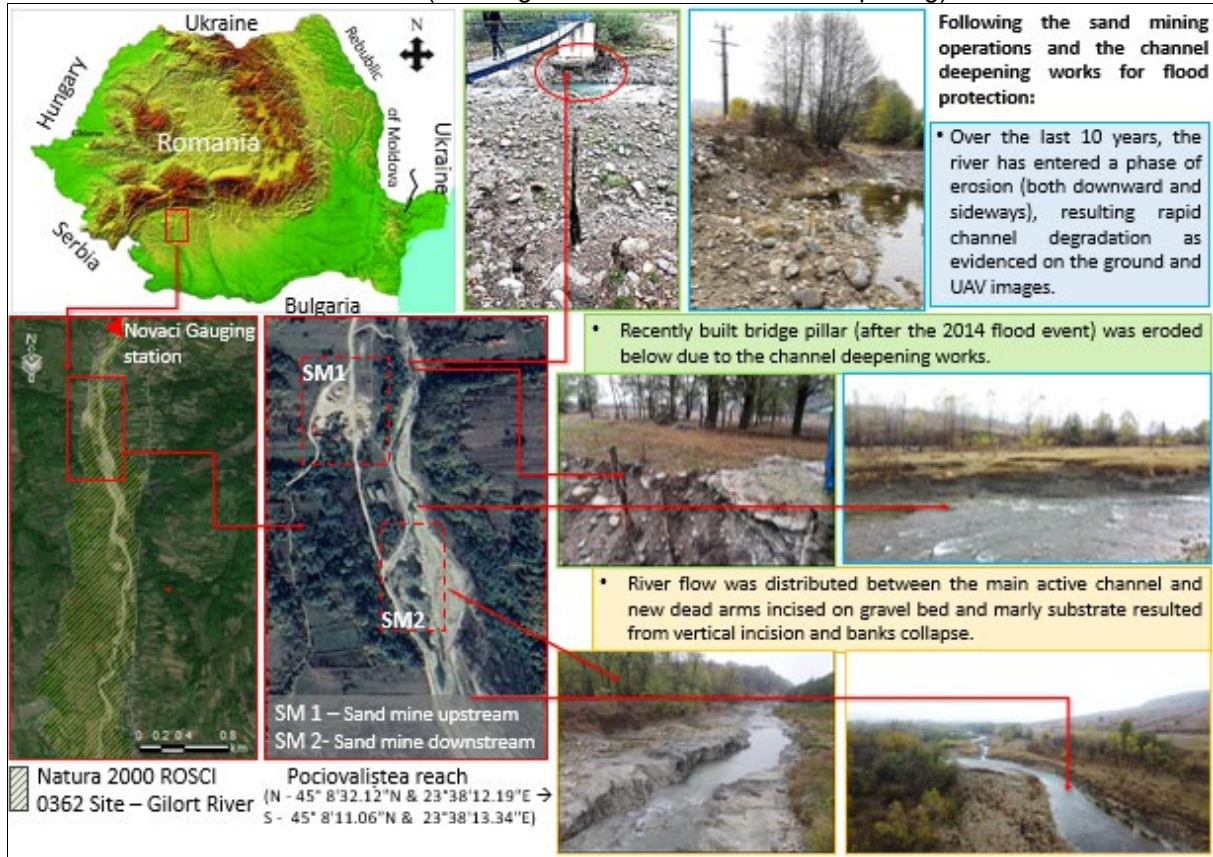 Ukraine
Hungary
Romania
Rebublic
of Moldova
Ukraine
Serbia
Bulgaria
N
Following the sand mining
operations and the channel
deepening works for flood
protection:
• Over the last 10 years, the
river has entered a phase of
erosion (both downward and
sideways), resulting rapid
channel degradation as
evidenced on the ground and
UAV images.
• Recently built bridge pillar (after the 2014 flood event) was eroded
below due to the channel deepening works.
Novaci Gauging
station
N
0 0.2 0.4 0.8
km
SM1
SM2
SM 1 – Sand mine upstream
SM 2- Sand mine downstream
• River flow was distributed between the main active channel and
new dead arms incised on gravel bed and marly substrate resulted
from vertical incision and banks collapse.
Natura 2000 ROSCI
0362 Site – Gilort River
Pociovaliștea reach
(N - 45° 8'32.12"N & 23°38'12.19"E →
S - 45° 8'11.06"N & 23°38'13.34"E)